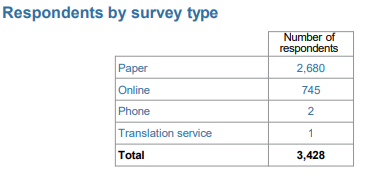 Respondents by survey type
Number of
respondents
Paper 2,680
Online 745
Phone 2
Translation service 1
Total 3,428